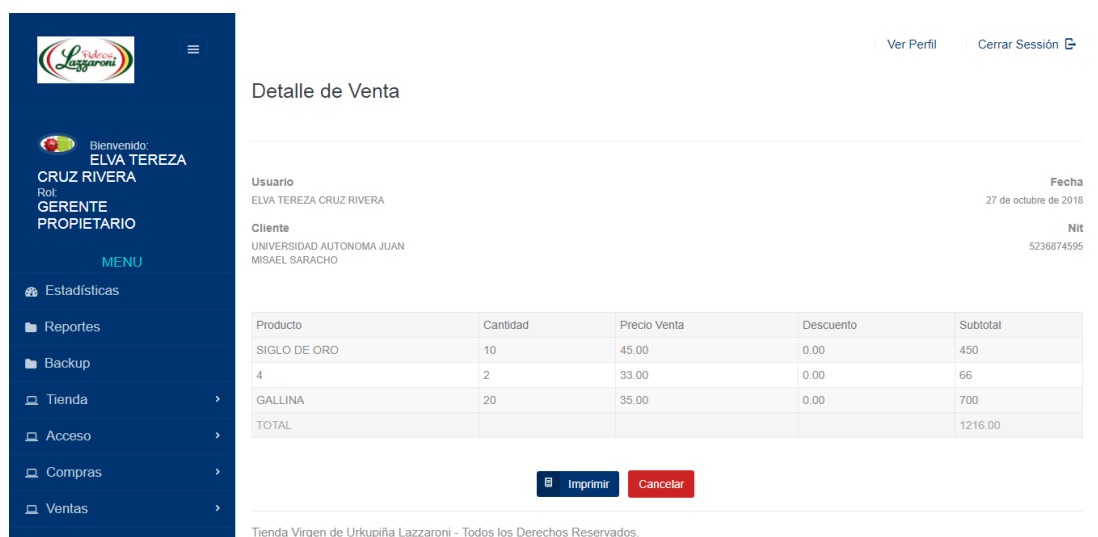 Fideos
Lazzaroni
Ver Perfil
Cerrar Sessión
Detalle de Venta
Bienvenido:
ELVA TEREZA
CRUZ RIVERA
Rol:
GERENTE
PROPIETARIO
MENU
Estadísticas
Reportes
Backup
Tienda
Acceso
Compras
Ventas
Usuario
Fecha
ELVA TEREZA CRUZ RIVERA
27 de octubre de 2018
Cliente
Nit
UNIVERSIDAD AUTONOMA JUAN
5236874595
MISAEL SARACHO
Producto Cantidad Precio Venta Descuento Subtotal
SIGLO DE ORO 10 45.00 0.00 450
4 2 33.00 0.00 66
GALLINA 20 35.00 0.00 700
TOTAL 1216.00
Imprimir
Cancelar
Tienda Virgen de Urkupiña Lazzaroni - Todos los Derechos Reservados.